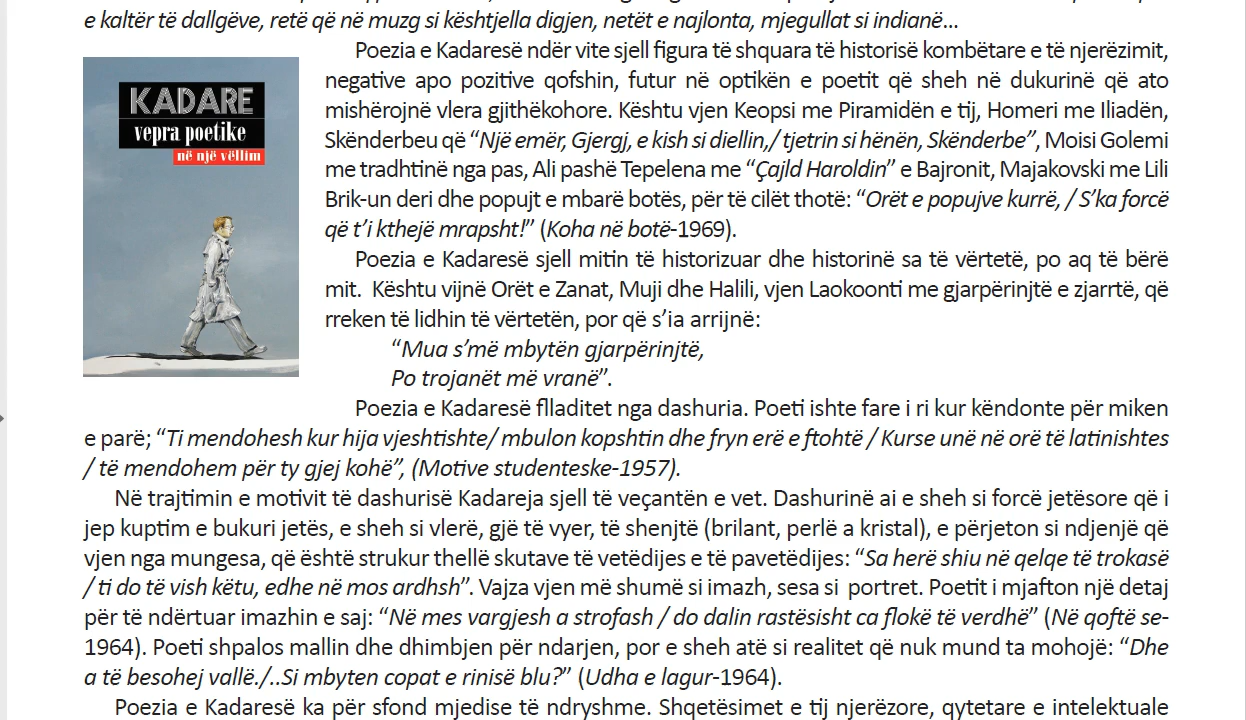 e kaltër të dallgëve, retë që në muzg si kështjella digjen, netët e najlonta, mjegullat si indianë...
Poezia e Kadaresë ndër vite sjell figura të shquara të historisë kombëtare e të njerëzimit,
negative apo pozitive qofshin, futur në optikën e poetit që sheh në dukurinë që ato
mishërojnë vlera gjithëkohore. Kështu vjen Keopsi me Piramidën e tij, Homeri me Iliadën,
Skënderbeu që “Një emër, Gjergj, e kish si diellin,/ tjetrin si hënën, Skënderbe”, Moisi Golemi
me tradhtinë nga pas, Ali pashë Tepelena me “Çajld Haroldin” e Bajronit, Majakovski me Lili
Brik-un deri dhe popujt e mbarë botës, për të cilët thotë: “Orët e popujve kurrë, / S’ka forcë
që t’i kthejë mrapsht!” (Koha në botë-1969).
KADARE
vepra poetike
në një vëllim
Poezia e Kadaresë sjell mitin të historizuar dhe historinë sa të vërtetë, po aq të bërë
mit. Kështu vijnë Orët e Zanat, Muji dhe Halili, vjen Laokoonti me gjarpërinjtë e zjarrtë, që
rreken të lidhin të vërtetën, por që s’ia arrijnë:
“Mua s’më mbytën gjarpërinjtë,
Po trojanët më vranë”.
Poezia e Kadaresë flladitet nga dashuria. Poeti ishte fare i ri kur këndonte për miken
e parë; “Ti mendohesh kur hija vjeshtishte/ mbulon kopshtin dhe fryn erë e ftohtë / Kurse unë në orë të latinishtes
/ të mendohem për ty gjej kohë”, (Motive studenteske-1957).
Në trajtimin e motivit të dashurisë Kadareja sjell të veçantën e vet. Dashurinë ai e sheh si forcë jetësore që i
jep kuptim e bukuri jetës, e sheh si vlerë, gjë të vyer, të shenjtë (brilant, perlë a kristal), e përjeton si ndjenjë që
vjen nga mungesa, që është strukur thellë skutave të vetëdijes e të pavetëdijes: “Sa herë shiu në qelqe të trokasë
/ ti do të vish këtu, edhe në mos ardhsh”. Vajza vjen më shumë si imazh, sesa si portret. Poetit i mjafton një detaj
për të ndërtuar imazhin e saj: “Në mes vargjesh a strofash / do dalin rastësisht ca flokë të verdhë” (Në qoftë se-
1964). Poeti shpalos mallin dhe dhimbjen për ndarjen, por e sheh atë si realitet që nuk mund ta mohojë: “Dhe
a të besohej vallë./..Si mbyten copat e rinisë blu?” (Udha e lagur-1964).
Poezia e Kadaresë ka për sfond mjedise të ndryshme. Shqetësimet e tij njerëzore, qytetare e intelektuale